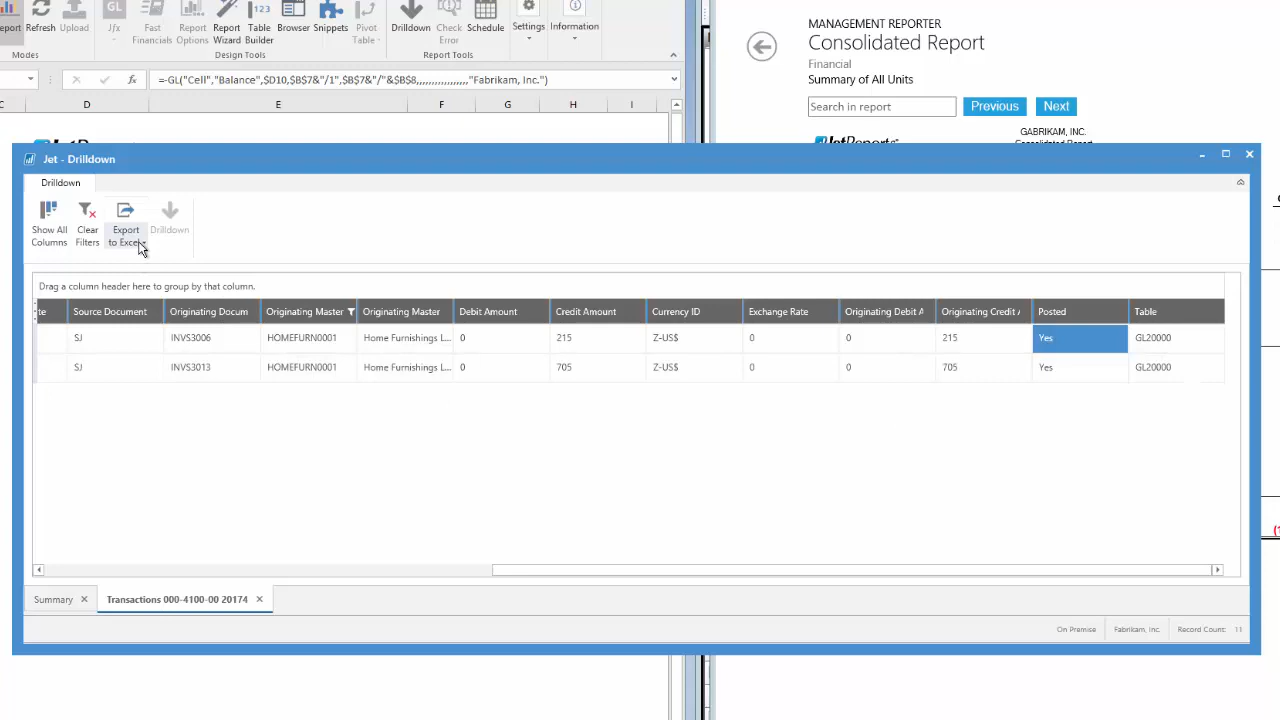 eport Refresh Upload Jfx Fast Financials Report Options Report Wizard Table Builder Browser Snippets Pivot Table Drilldown Check Error Schedule Settings Information
Modes Design Tools Report Tools
fx =-GL("Cell","Balance",$D10,$B$7&"/1",$B$7&"/"&$B$8,,,,,,,,,,,,,,,,,"Fabrikam, Inc.")
C D E F G H I
MANAGEMENT REPORTER
Consolidated Report
Financial
Summary of All Units
Search in report Previous Next
JetReports
GABRIKAM, INC.
Consolidated Report
Jet - Drilldown
Drilldown
Show All Columns Clear Filters Export to Excel Drilldown
Drag a column header here to group by that column.
te Source Document Originating Docum Originating Master Originating Master Debit Amount Credit Amount Currency ID Exchange Rate Originating Debit A Originating Credit A Posted Table
SJ INVS3006 HOMEFURN0001 Home Furnishings L... 0 215 Z-US$ 0 0 215 Yes GL20000
SJ INVS3013 HOMEFURN0001 Home Furnishings L... 0 705 Z-US$ 0 0 705 Yes GL20000
Summary Transactions 000-4100-00 20174
On Premise Fabrikam, Inc. Record Count: 11